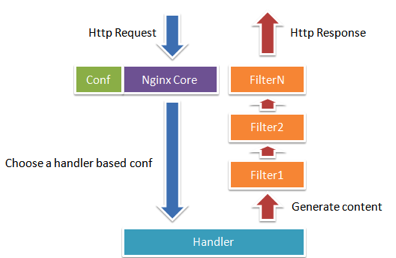 Http Request
Http Response
Conf
Nginx Core
FilterN
Filter2
Choose a handler based conf
Filter1
Generate content
Handler